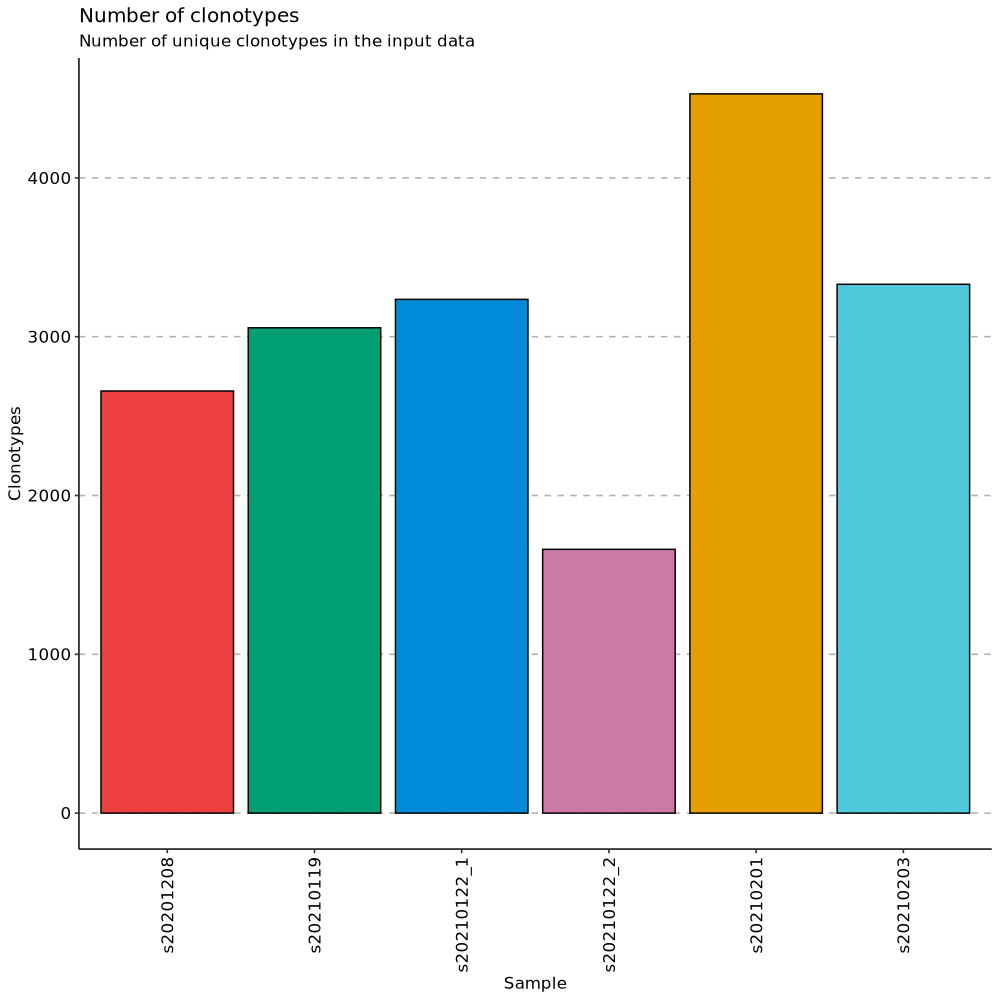 Number of clonotypes
Number of unique clonotypes in the input data
Clonotypes
4000
3000
2000
1000
0
s20201208
s20210119
s20210122_1
s20210122_2
s20210201
s20210203
Sample